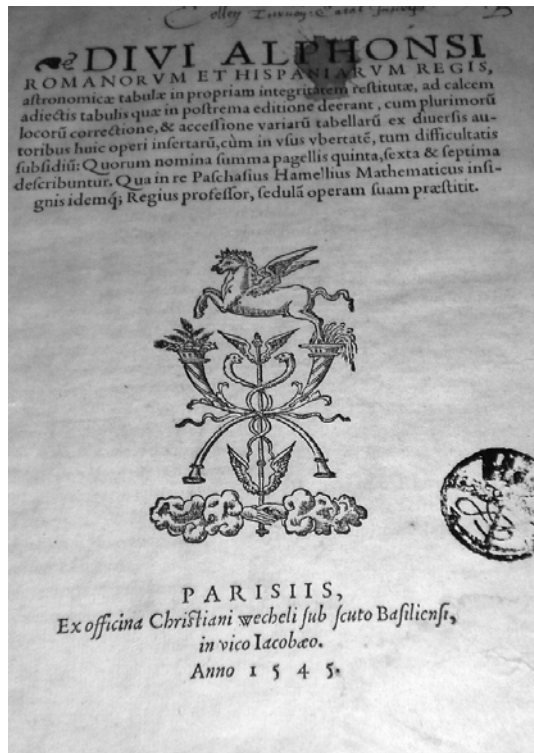 DIVI ALPHONSI
ROMANORVM ET HISPANIARVM REGIS,
aſtronomicæ tabulæ in propriam integritatem reſtitutæ, ad calcem
adiectis tabulis quæ in poſtrema editione deerant, cum plurimorũ
locorũ correctione, & acceſſione variarũ tabellarũ ex diuerſis au-
toribus huic operi inſertarũ, cùm in vſus vbertatẽ, tum difficultatis
ſubſidiũ: Quorum nomina ſumma pagellis quinta, ſexta & ſeptima
deſcribuntur. Qua in re Paſchaſius Hamellius Mathematicus inſi-
gnis idemq́; Regius profeſſor, ſedulã operam ſuam præſtitit.
PARISIIS,
Ex officina Chriſtiani wecheli ſub ſcuto Baſilienſi,
in vico Iacobæo.
Anno 1545.